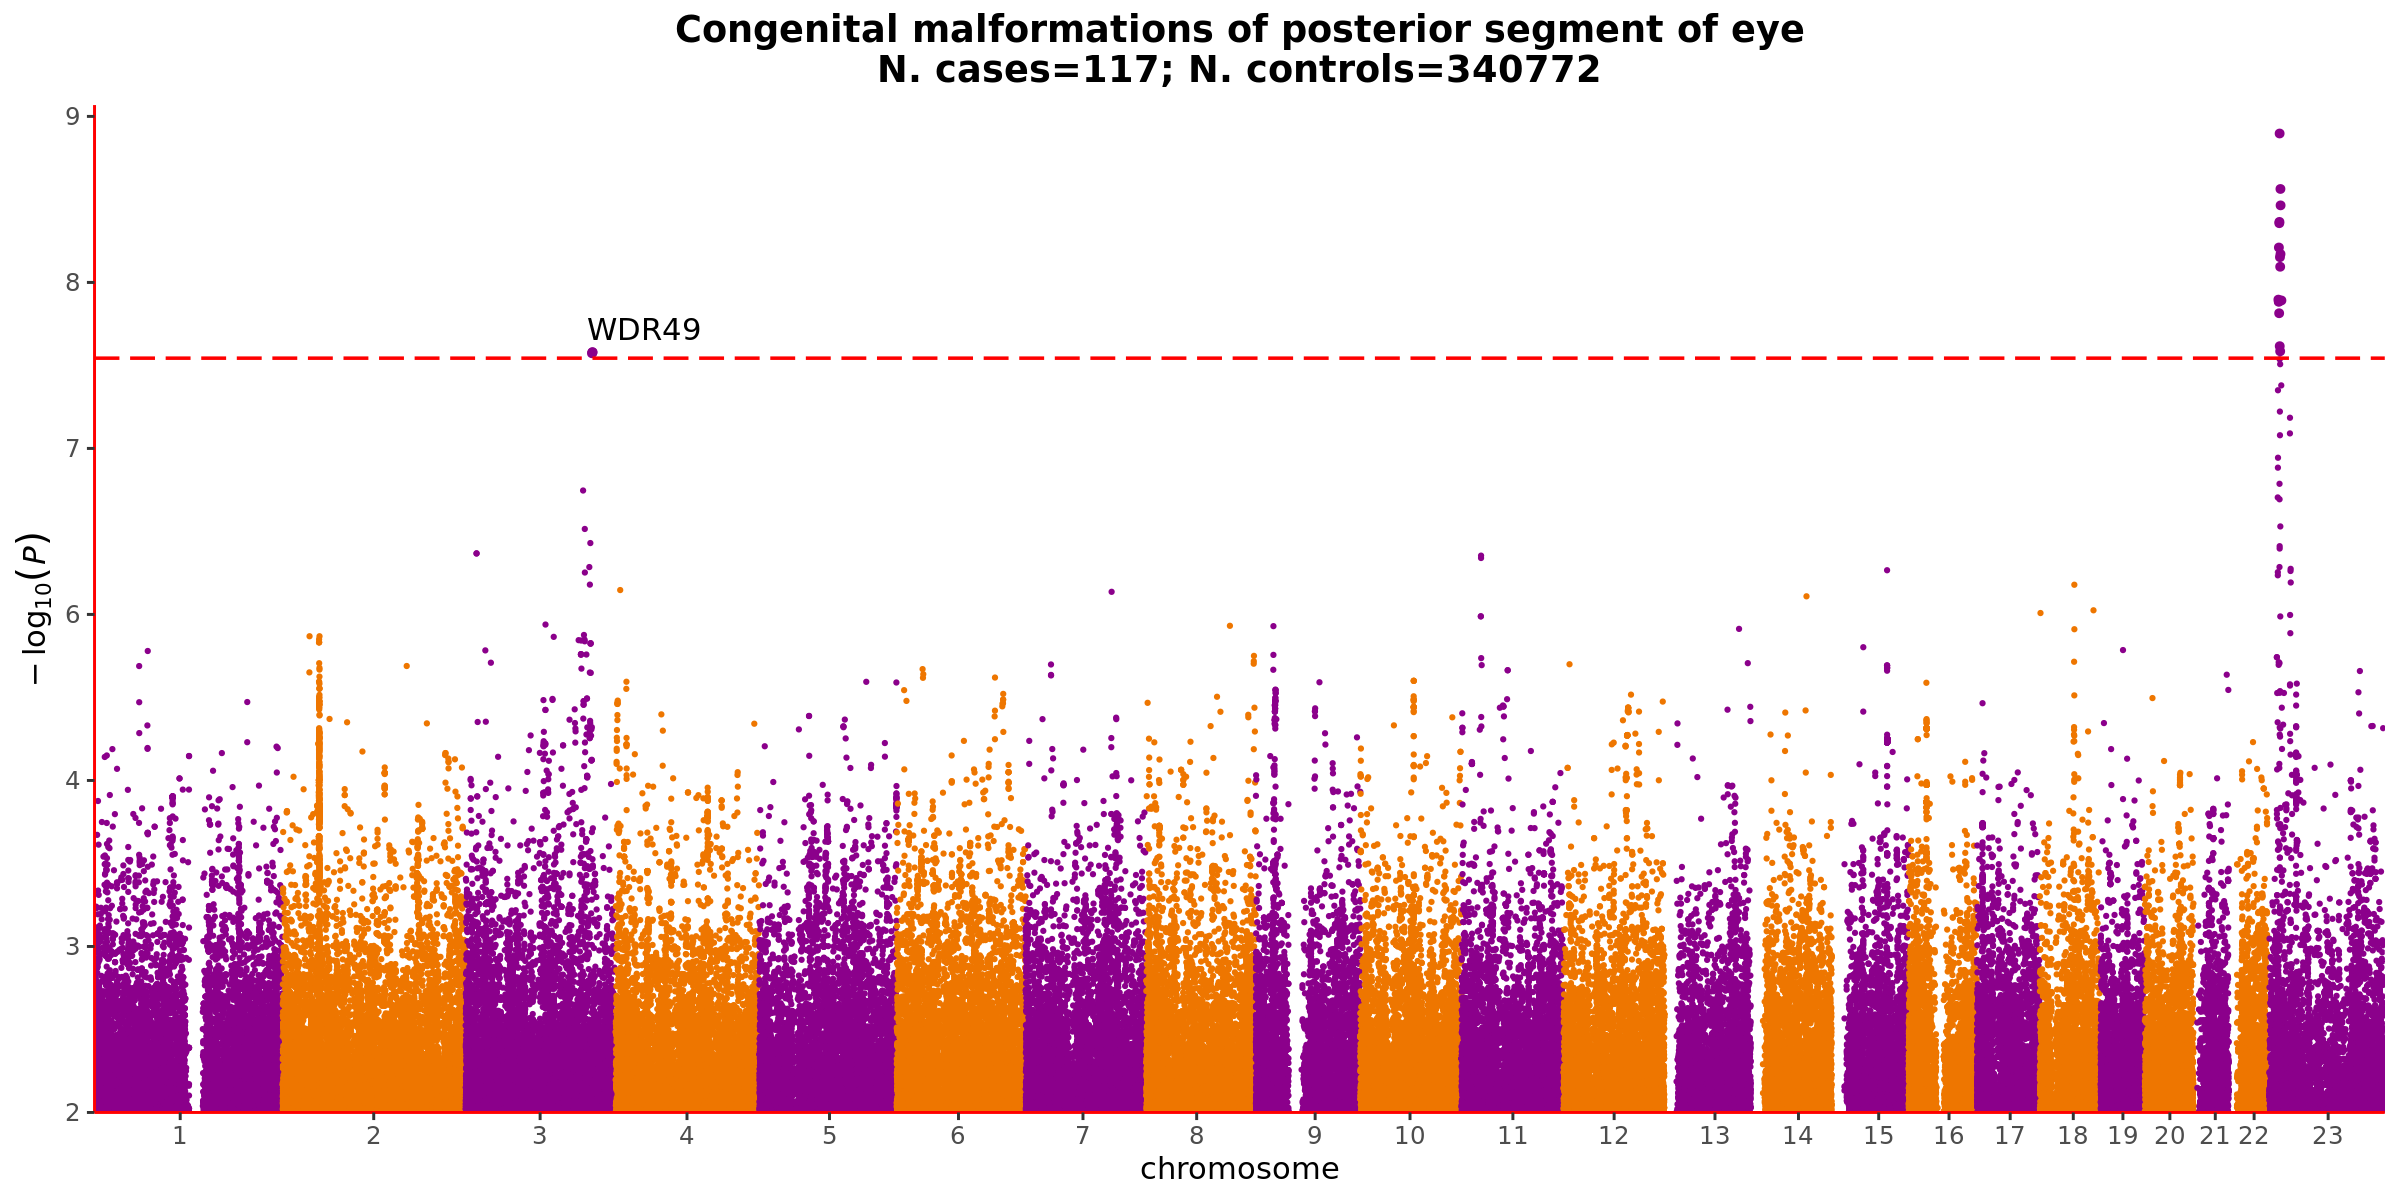 Congenital malformations of posterior segment of eye
N. cases=117; N. controls=340772
9
8
7
6
4
3
2
−log10(P)
WDR49
1 2 3 4 5 6 7 8 9 10 11 12 13 14 15 16 17 18 19 20 21 22 23
chromosome